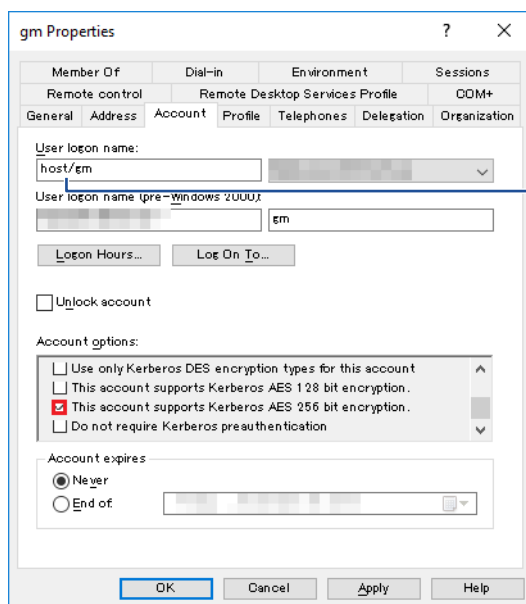 gm Properties ? ×
Member Of Dial-in Environment Sessions
Remote control Remote Desktop Services Profile COM+
General Address Account Profile Telephones Delegation Organization
User logon name:
host/gm
User logon name (pre-Windows 2000):
gm
Logon Hours... Log On To...
Unlock account
Account options:
Use only Kerberos DES encryption types for this account
This account supports Kerberos AES 128 bit encryption.
This account supports Kerberos AES 256 bit encryption.
Do not require Kerberos preauthentication
Account expires
Never
End of:
OK Cancel Apply Help